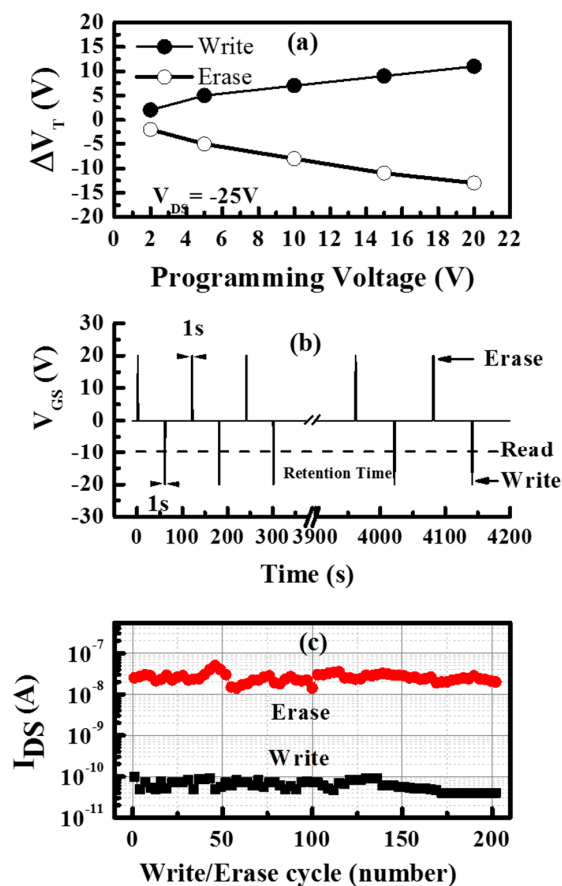 20
15
10
5
0
-5
-10
-15
-20
ΔV_T (V)
Write
Erase
(a)
V_DS = -25V
0 2 4 6 8 10 12 14 16 18 20 22
Programming Voltage (V)
30
20
10
0
-10
-20
-30
V_GS (V)
1s
(b)
Erase
Read
Retention Time
Write
1s
0 100 200 300 3900 4000 4100 4200
Time (s)
10^-7
10^-8
10^-9
10^-10
10^-11
I_DS (A)
(c)
Erase
Write
0 50 100 150 200
Write/Erase cycle (number)